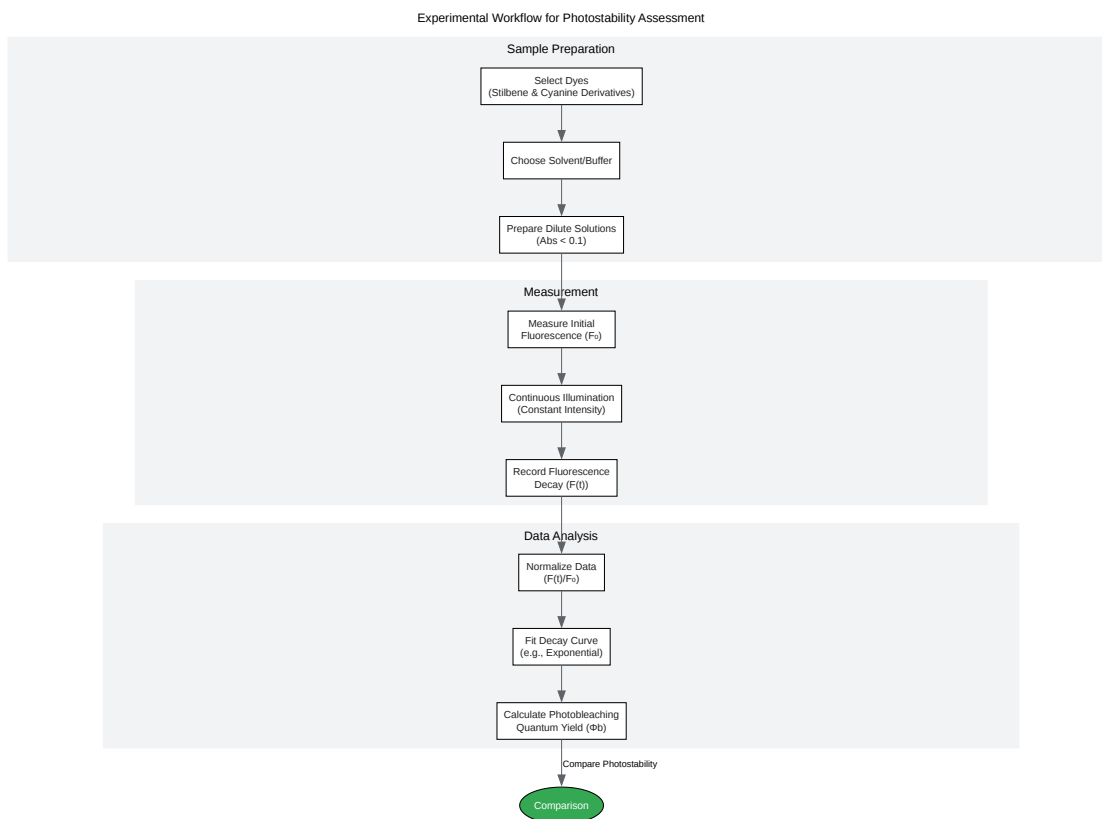 Experimental Workflow for Photostability Assessment
Sample Preparation
Select Dyes
(Stilbene & Cyanine Derivatives)
Choose Solvent/Buffer
Prepare Dilute Solutions
(Abs < 0.1)
Measurement
Measure Initial
Fluorescence (F₀)
Continuous Illumination
(Constant Intensity)
Record Fluorescence
Decay (F(t))
Data Analysis
Normalize Data
(F(t)/F₀)
Fit Decay Curve
(e.g., Exponential)
Calculate Photobleaching
Quantum Yield (Φb)
Compare Photostability
Comparison